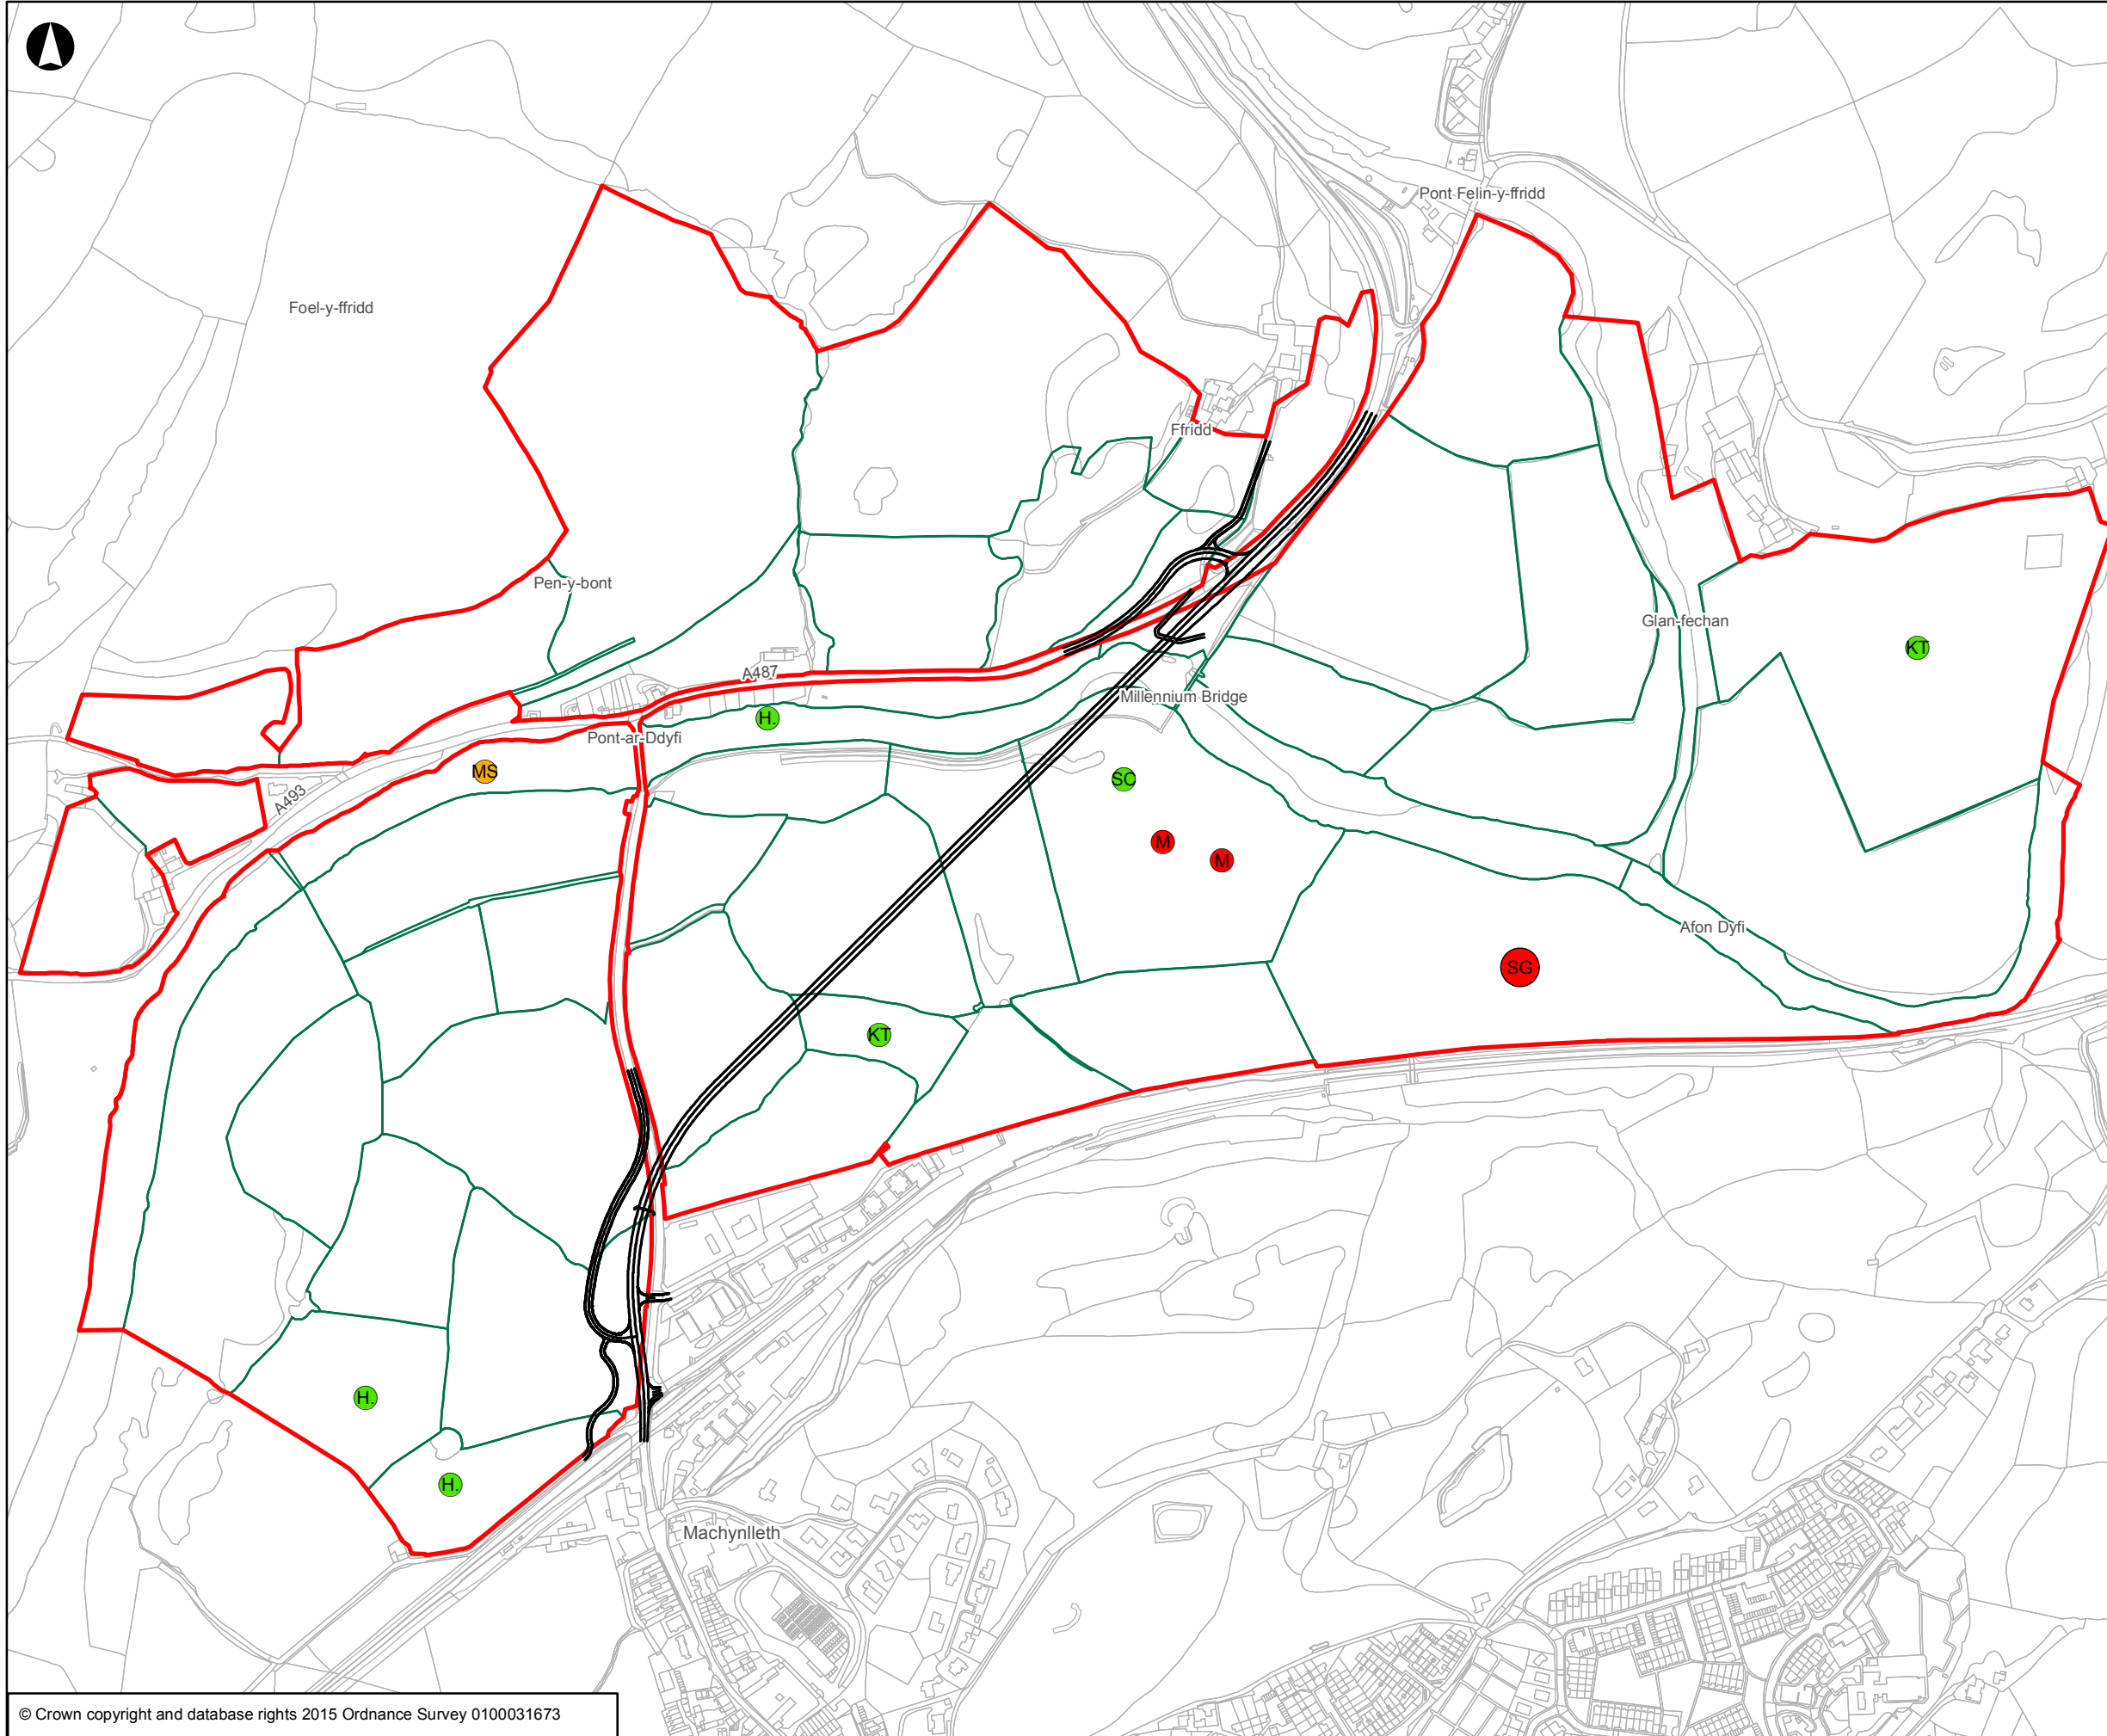 Pont Felin-y-ffridd
Foel-y-ffridd
Ffridd
Pen-y-bont
Glan-fechan
KT
A487
Millennium Bridge
H.
Pont-ar-Ddyfi
MS
SC
A493
M
M
Afon Dyfi
SG
KT
H.
H.
Machynlleth
© Crown copyright and database rights 2015 Ordnance Survey 0100031673